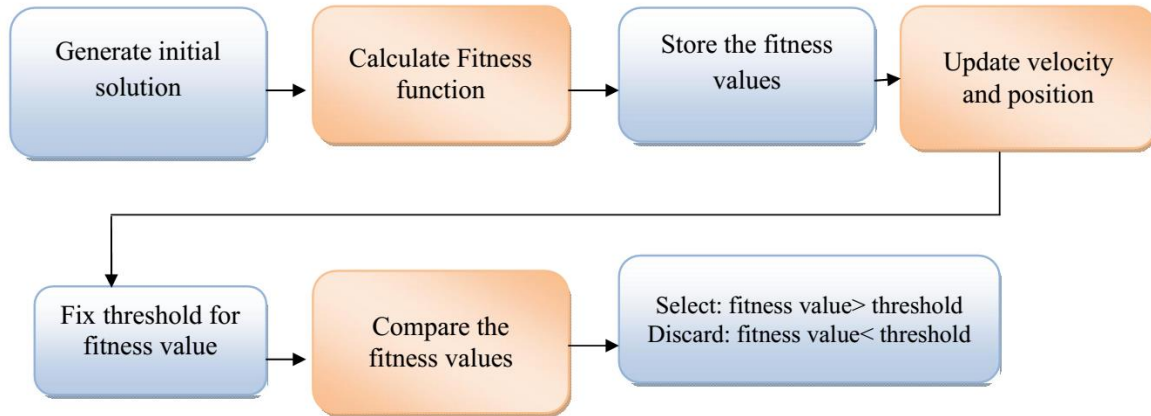 Generate initial
solution
Calculate Fitness
function
Store the fitness
values
Update velocity
and position
Fix threshold for
fitness value
Compare the
fitness values
Select: fitness value> threshold
Discard: fitness value< threshold